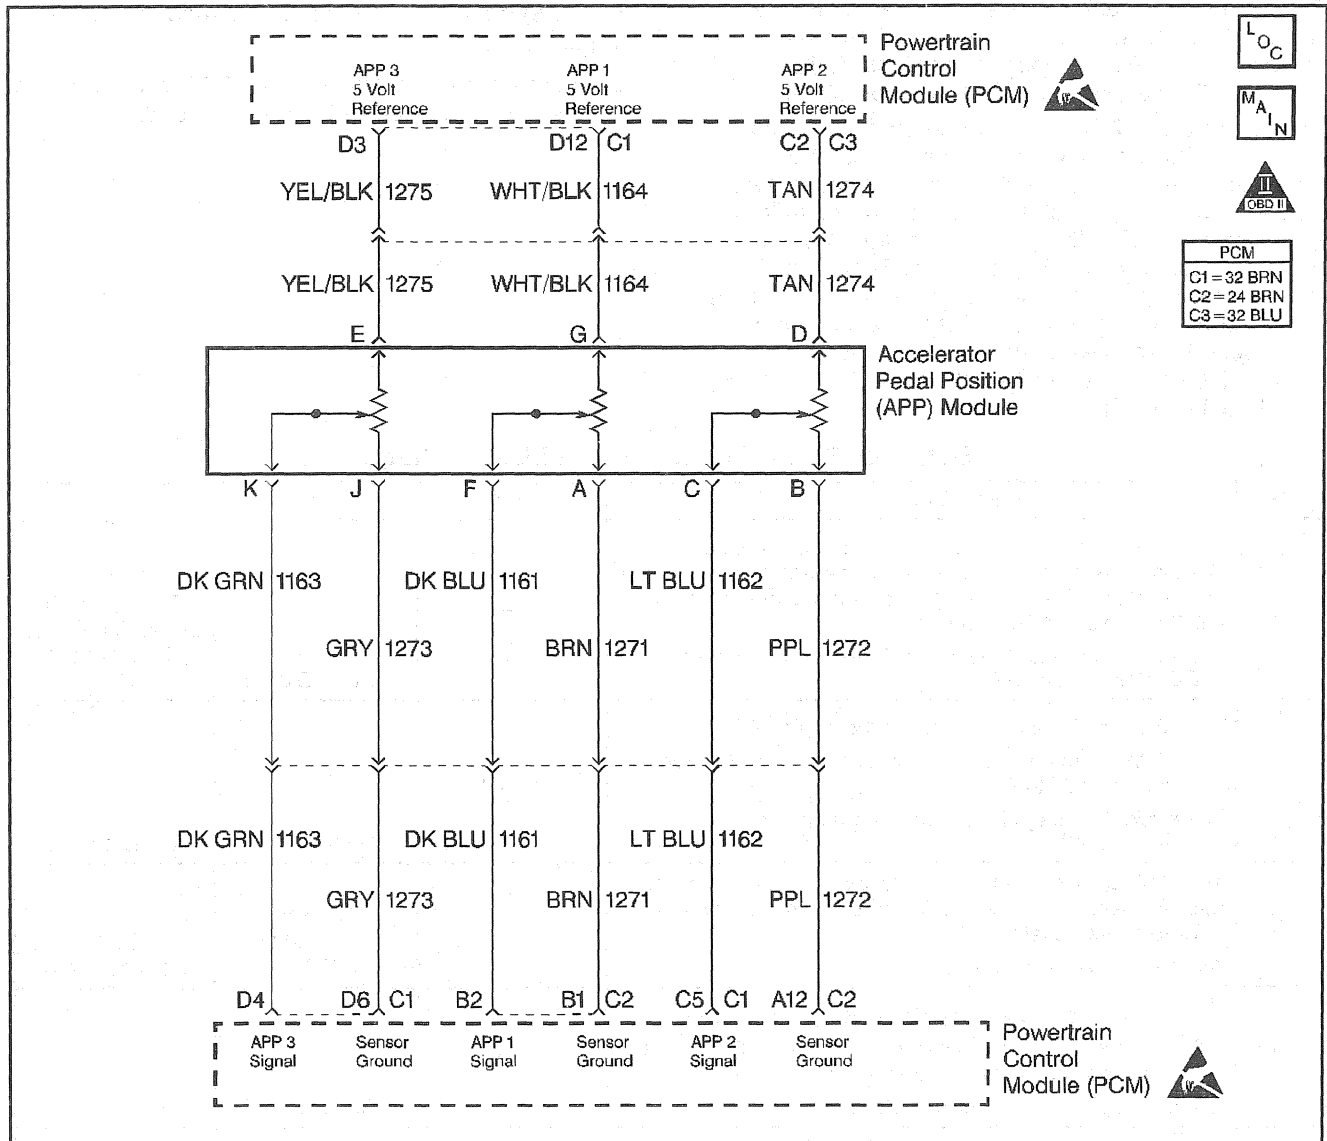 Powertrain
Control
Module (PCM)
LOC
MAIN
II
OBD II
PCM
C1=32 BRN
C2=24 BRN
C3=32 BLU
APP 3
5 Volt
Reference
APP 1
5 Volt
Reference
APP 2
5 Volt
Reference
D3 D12 C1 C2 C3
YEL/BLK 1275 WHT/BLK 1164 TAN 1274
YEL/BLK 1275 WHT/BLK 1164 TAN 1274
E G D
Accelerator
Pedal Position
(APP) Module
K J F A C B
DK GRN 1163 DK BLU 1161 LT BLU 1162
GRY 1273 BRN 1271 PPL 1272
DK GRN 1163 DK BLU 1161 LT BLU 1162
GRY 1273 BRN 1271 PPL 1272
D4 D6 C1 B2 B1 C2 C5 C1 A12 C2
APP 3
Signal
Sensor
Ground
APP 1
Signal
Sensor
Ground
APP 2
Signal
Sensor
Ground
Powertrain
Control
Module (PCM)